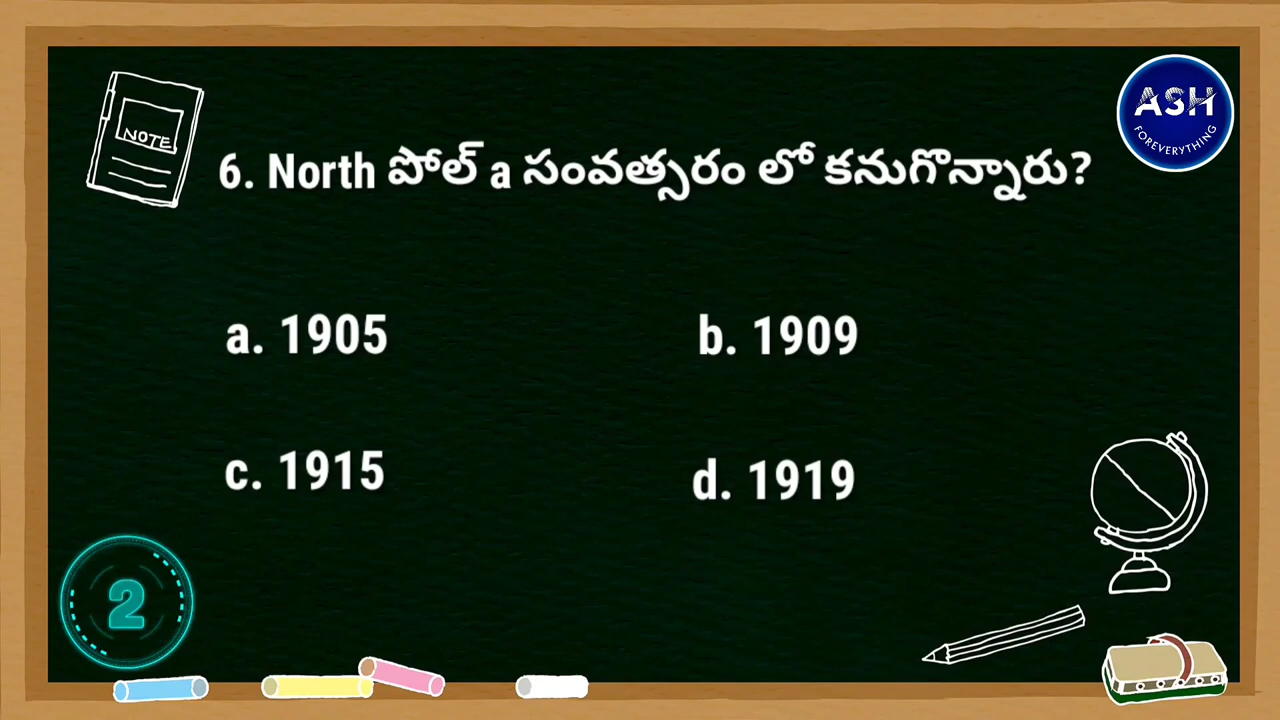 NOTE
ASH
FOREVERYTHING
6. North పోల్ a సంవత్సరం లో కనుగొన్నారు?
a. 1905
b. 1909
c. 1915
d. 1919
2